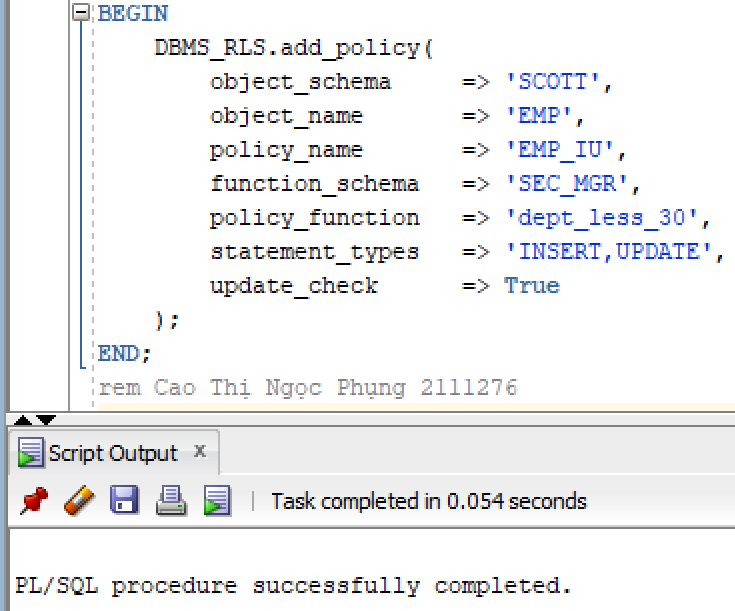 BEGIN
    DBMS_RLS.add_policy(
        object_schema     => 'SCOTT',
        object_name       => 'EMP',
        policy_name       => 'EMP_IU',
        function_schema   => 'SEC_MGR',
        policy_function   => 'dept_less_30',
        statement_types   => 'INSERT,UPDATE',
        update_check      => True
    );
END;
rem Cao Thị Ngọc Phụng 2111276
Script Output x
Task completed in 0.054 seconds
PL/SQL procedure successfully completed.